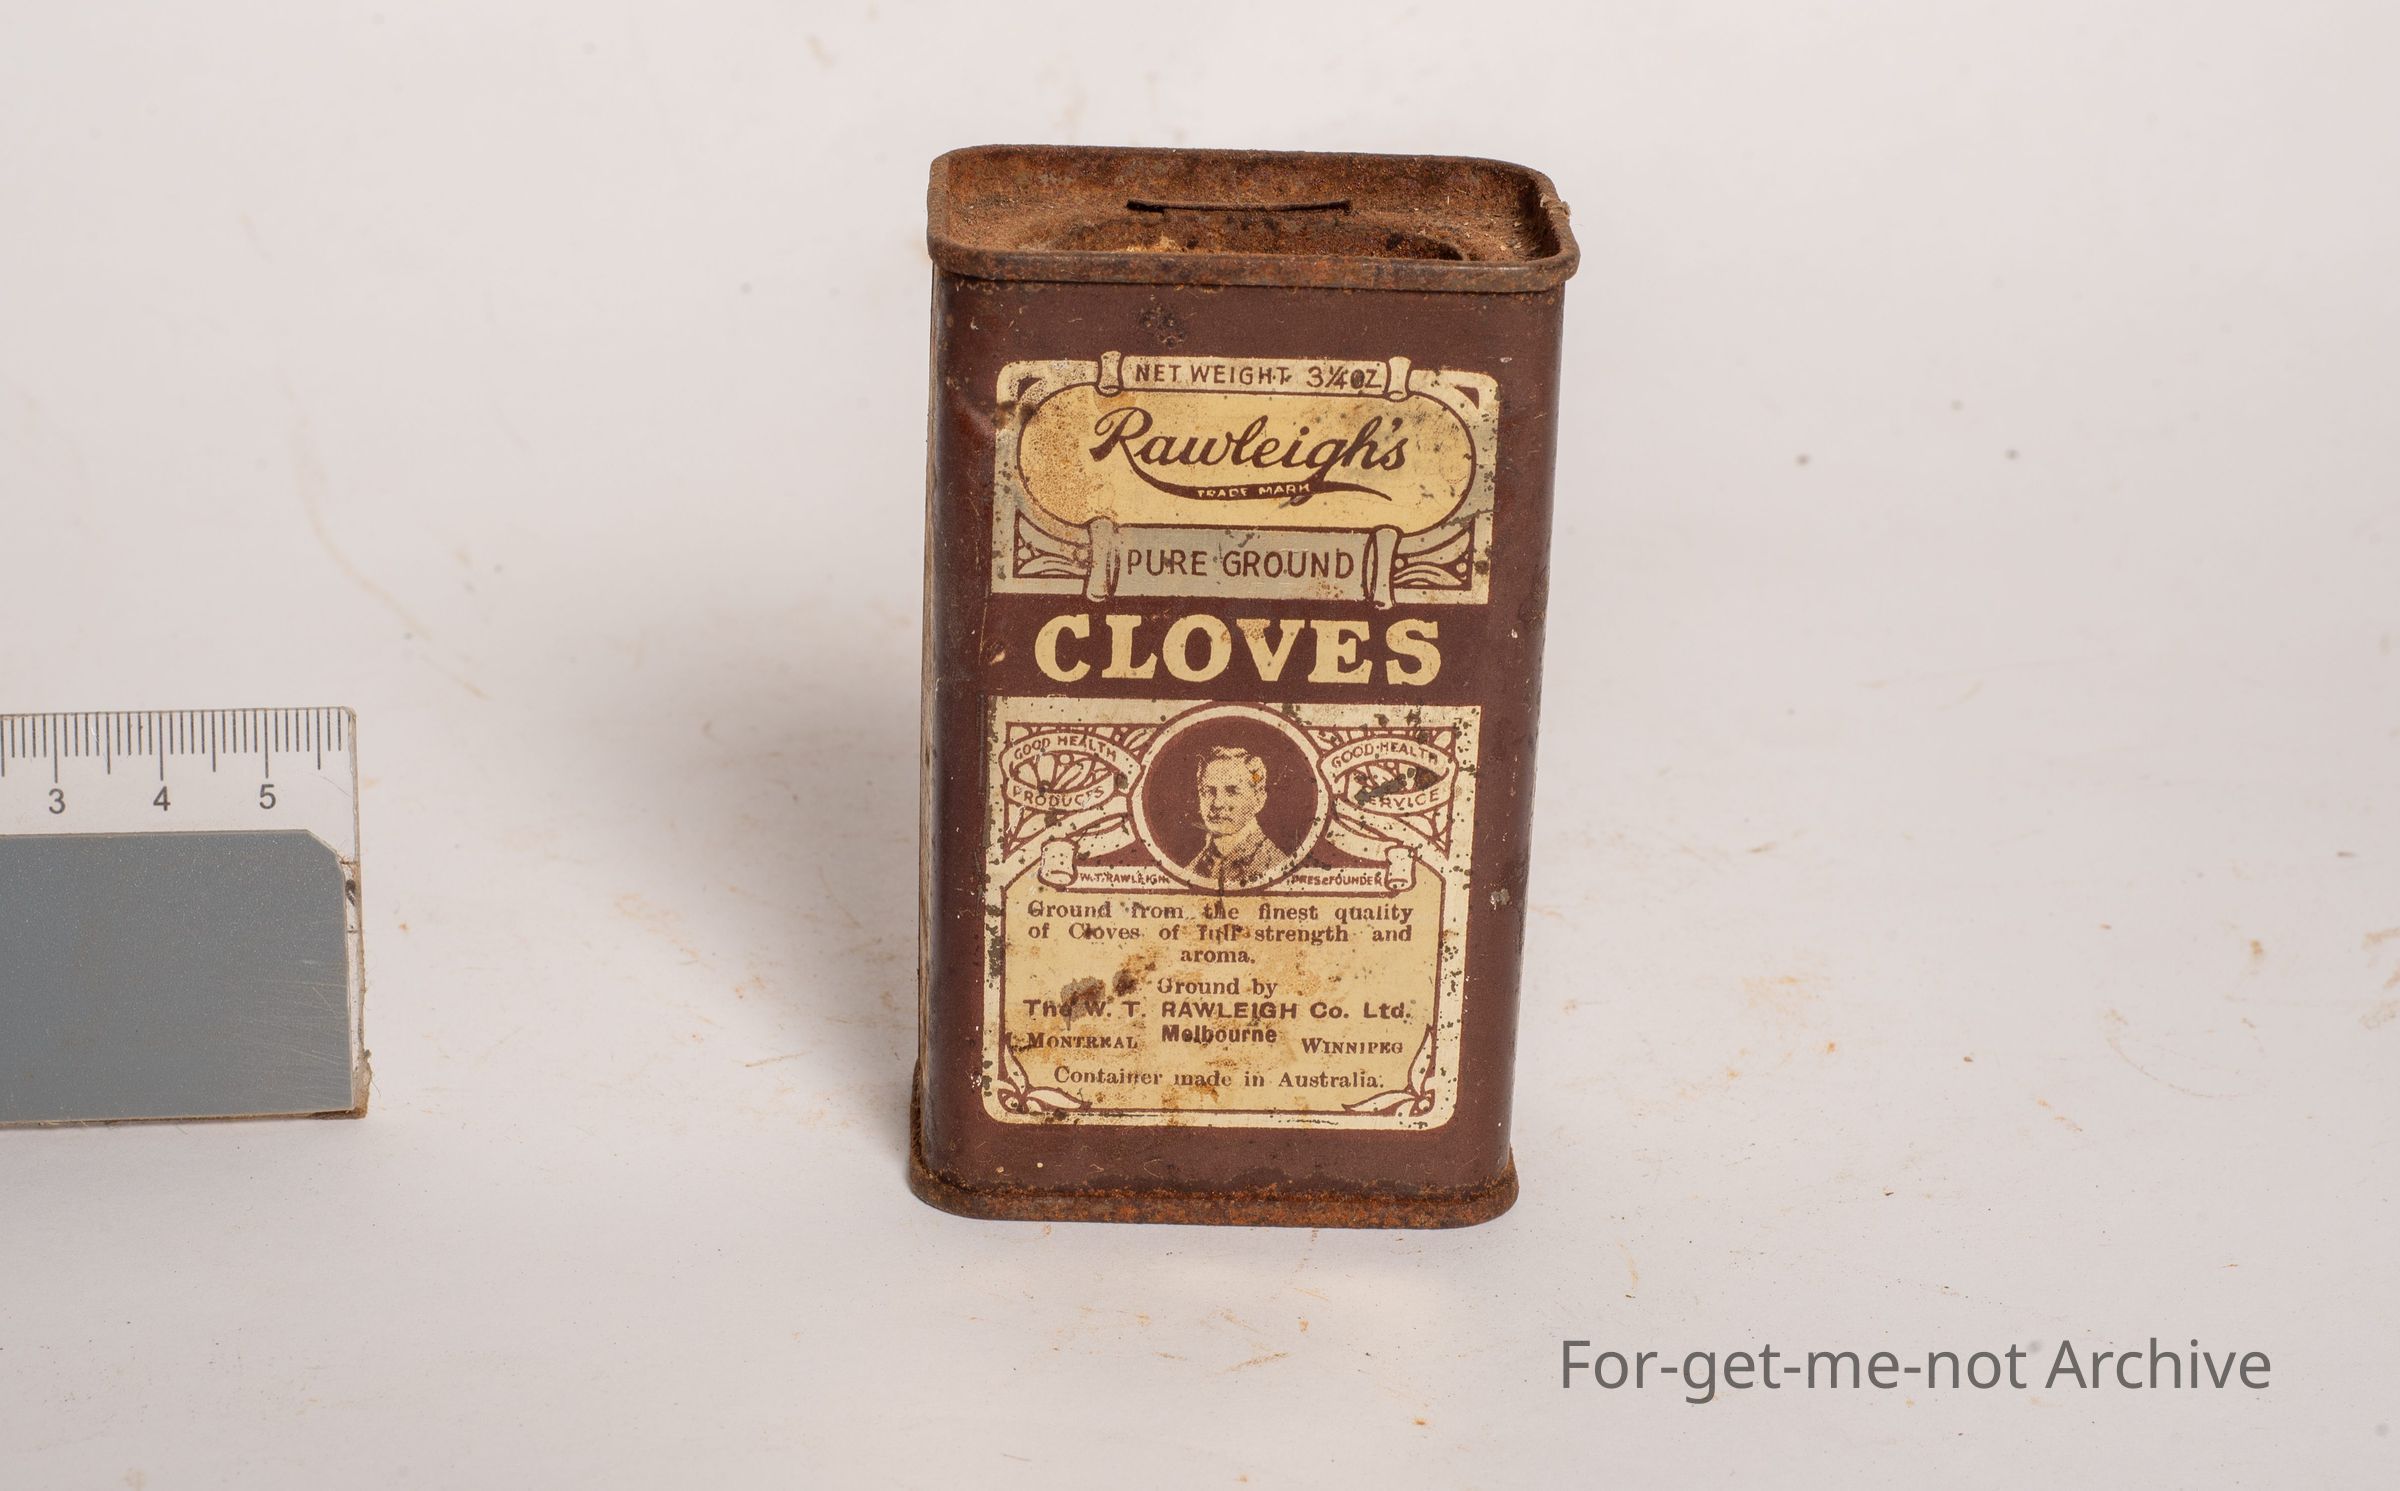 NET WEIGHT 3¼ OZ
Rawleigh's
TRADE MARK
PURE GROUND
CLOVES
GOOD HEALTH
PRODUCTS
GOOD HEALTH
SERVICE
W.T. RAWLEIGH
PRES & FOUNDER
Ground from the finest quality
of Cloves of full strength and
aroma.
Ground by
The W. T. RAWLEIGH Co. Ltd.
MONTREAL Melbourne WINNIPEG
Container made in Australia.
3 4 5
For-get-me-not Archive